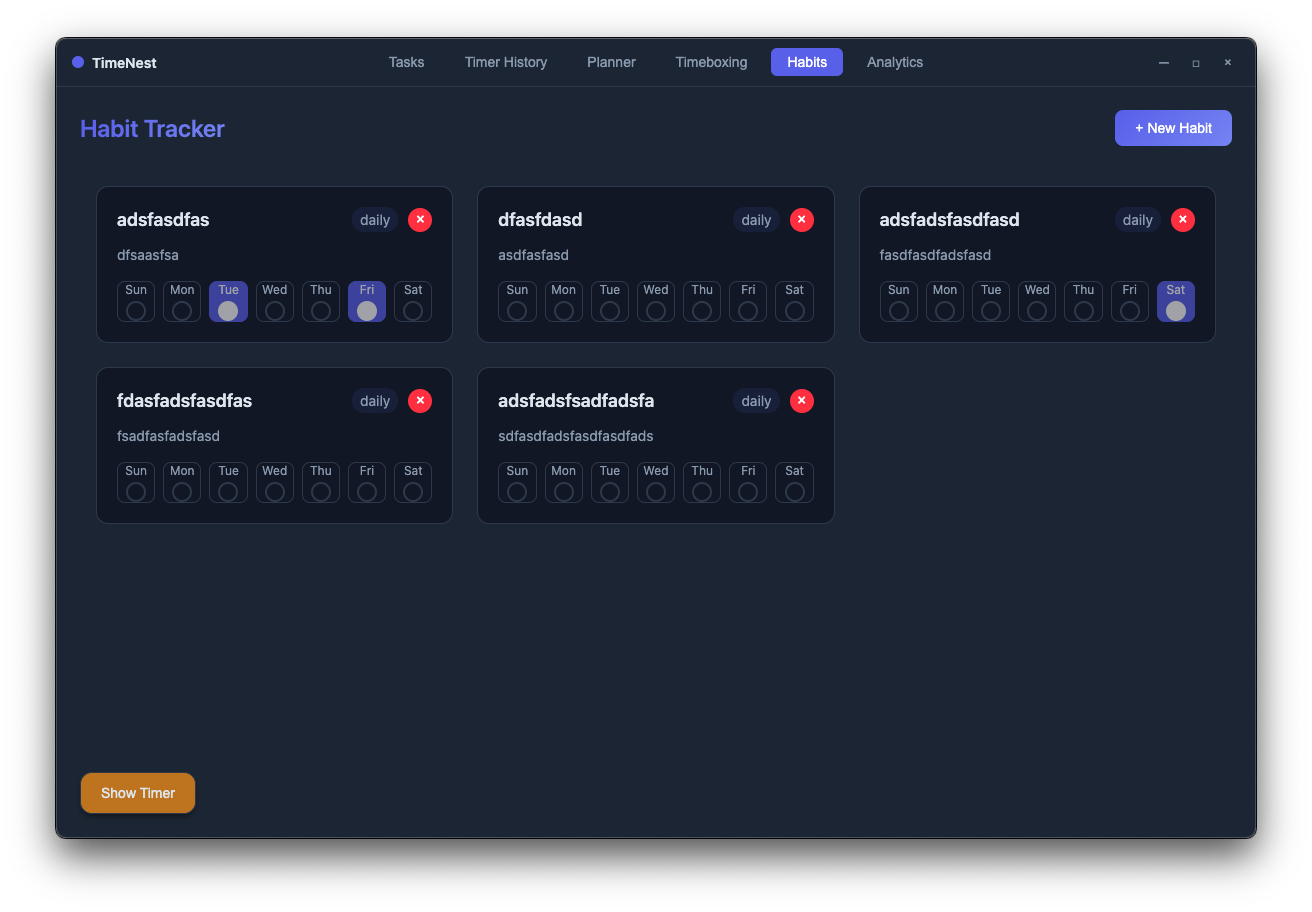 TimeNest Tasks Timer History Planner Timeboxing Habits Analytics
Habit Tracker + New Habit
adsfasdfas daily
dfsaasfsa
Sun Mon Tue Wed Thu Fri Sat
dfasfdasd daily
asdfasfasd
Sun Mon Tue Wed Thu Fri Sat
adsfadsfasdfasd daily
fasdfasdfadsfasd
Sun Mon Tue Wed Thu Fri Sat
fdasfadsfasdfas daily
fsadfasfadsfasd
Sun Mon Tue Wed Thu Fri Sat
adsfadsfsadfadsfa daily
sdfasdfadsfasdfasdfads
Sun Mon Tue Wed Thu Fri Sat
Show Timer